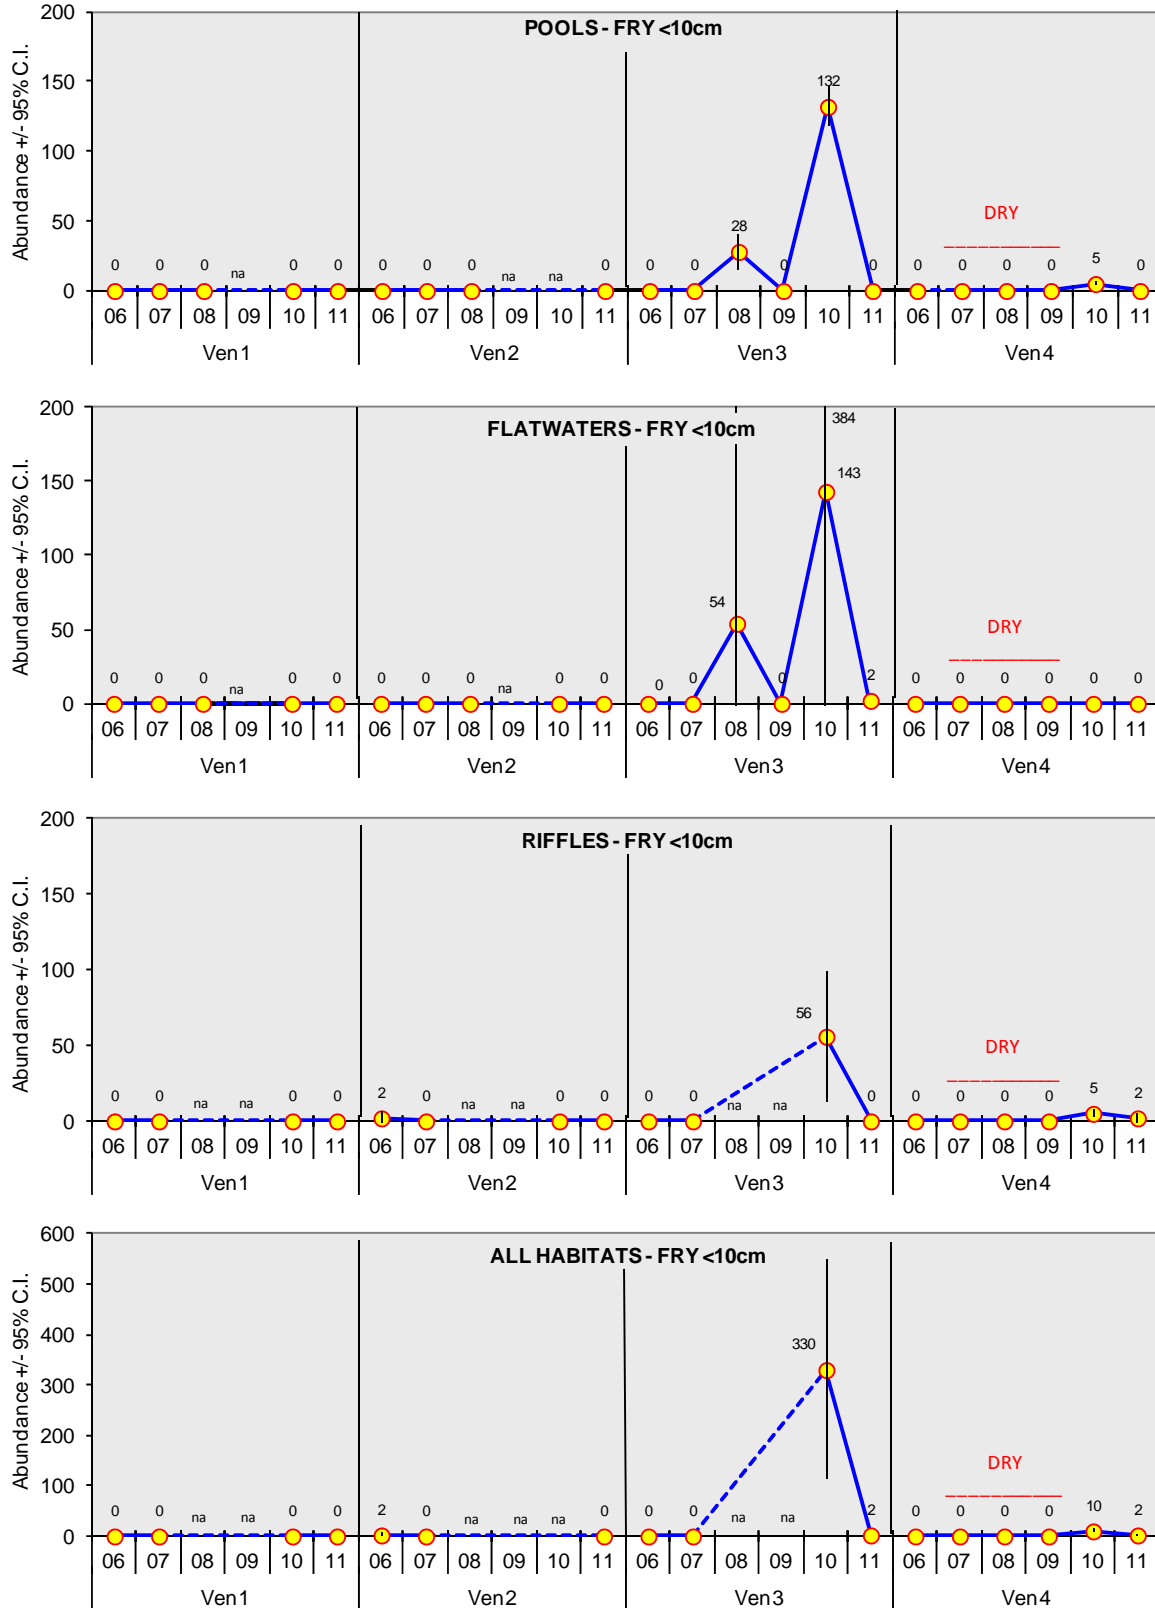 POOLS - FRY <10cm
Abundance +/- 95% C.I.
200
150
100
50
0
0 0 0 na 0 0 0 0 0 na na 0 0 0 28 0 132 0 0 0 0 0 5 0
DRY
06 07 08 09 10 11 06 07 08 09 10 11 06 07 08 09 10 11 06 07 08 09 10 11
Ven1 Ven2 Ven3 Ven4
FLATWATERS - FRY <10cm
Abundance +/- 95% C.I.
200
150
100
50
0
0 0 0 na 0 0 0 0 0 na 0 0 0 0 54 0 384 143 2 0 0 0 0 0 0
DRY
06 07 08 09 10 11 06 07 08 09 10 11 06 07 08 09 10 11 06 07 08 09 10 11
Ven1 Ven2 Ven3 Ven4
RIFFLES - FRY <10cm
Abundance +/- 95% C.I.
200
150
100
50
0
0 0 na na 0 0 2 0 na na 0 0 0 0 na na 56 0 0 0 0 0 5 2
DRY
06 07 08 09 10 11 06 07 08 09 10 11 06 07 08 09 10 11 06 07 08 09 10 11
Ven1 Ven2 Ven3 Ven4
ALL HABITATS - FRY <10cm
Abundance +/- 95% C.I.
600
500
400
300
200
100
0
0 0 na na 0 0 2 0 na na na 0 0 0 na na 330 2 0 0 0 0 10 2
DRY
06 07 08 09 10 11 06 07 08 09 10 11 06 07 08 09 10 11 06 07 08 09 10 11
Ven1 Ven2 Ven3 Ven4